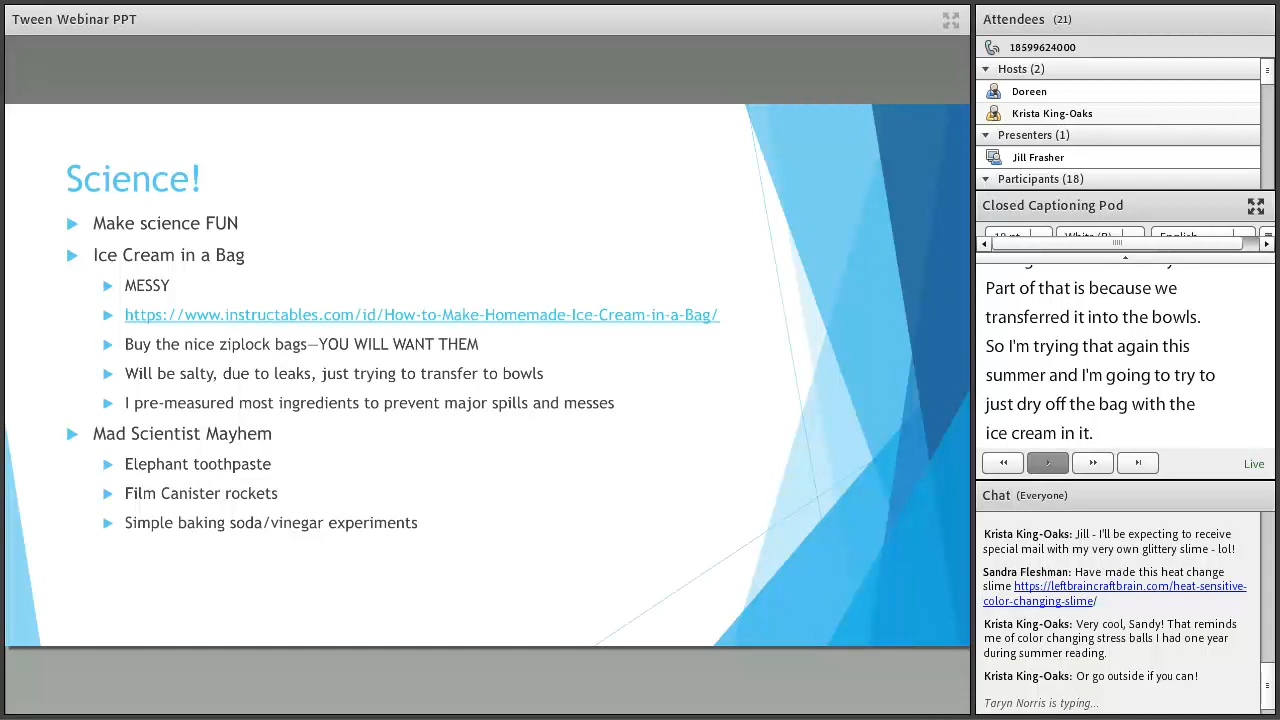 Tween Webinar PPT
Science!
Make science FUN
Ice Cream in a Bag
MESSY
https://www.instructables.com/id/How-to-Make-Homemade-Ice-Cream-in-a-Bag/
Buy the nice ziplock bags—YOU WILL WANT THEM
Will be salty, due to leaks, just trying to transfer to bowls
I pre-measured most ingredients to prevent major spills and messes
Mad Scientist Mayhem
Elephant toothpaste
Film Canister rockets
Simple baking soda/vinegar experiments
Attendees (21)
18599624000
Hosts (2)
Doreen
Krista King-Oaks
Presenters (1)
Jill Frasher
Participants (18)
Closed Captioning Pod
English
Part of that is because we
transferred it into the bowls.
So I'm trying that again this
summer and I'm going to try to
just dry off the bag with the
ice cream in it.
Live
Chat (Everyone)
Krista King-Oaks: Jill - I'll be expecting to receive
special mail with my very own glittery slime - lol!
Sandra Fleshman: Have made this heat change
slime https://leftbraincraftbrain.com/heat-sensitive-
color-changing-slime/
Krista King-Oaks: Very cool, Sandy! That reminds
me of color changing stress balls I had one year
during summer reading.
Krista King-Oaks: Or go outside if you can!
Taryn Norris is typing...